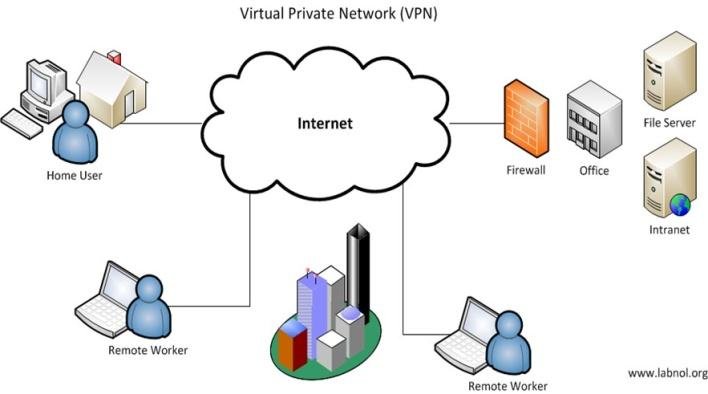 Virtual Private Network (VPN)
Internet
Home User
Firewall
Office
File Server
Intranet
Remote Worker
Remote Worker
www.labnol.org